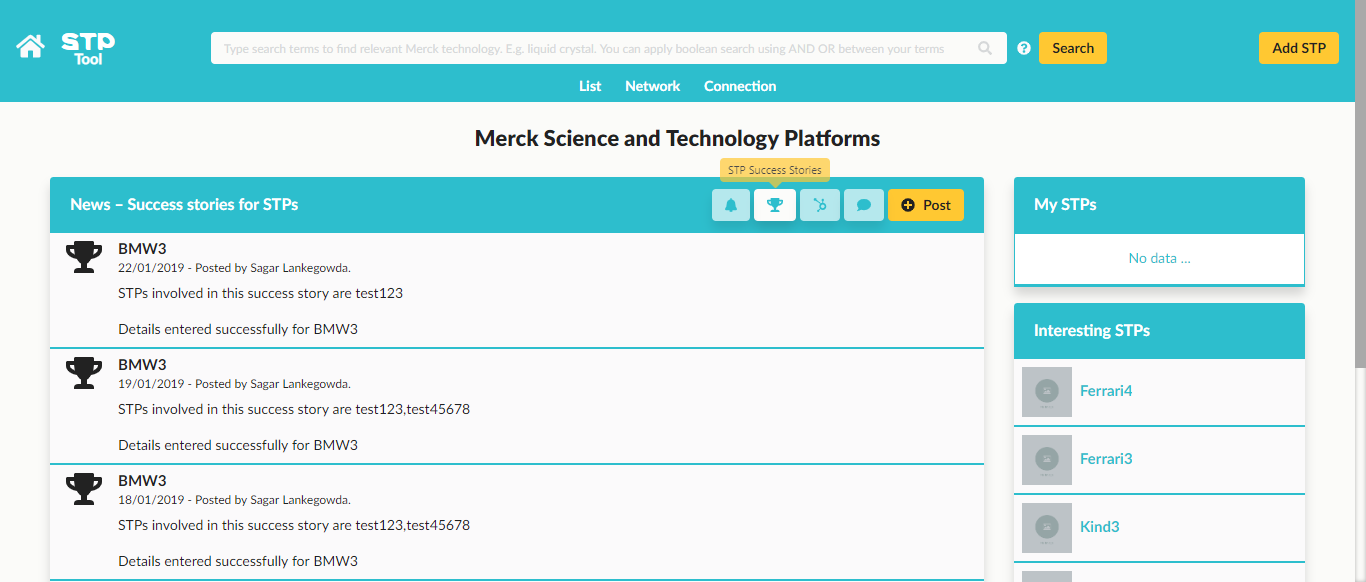 STP
Tool
Type search terms to find relevant Merck technology. E.g. liquid crystal. You can apply boolean search using AND OR between your terms
?
Search
Add STP
List
Network
Connection
Merck Science and Technology Platforms
STP Success Stories
News – Success stories for STPs
Post
BMW3
22/01/2019 - Posted by Sagar Lankegowda.
STPs involved in this success story are test123
Details entered successfully for BMW3
BMW3
19/01/2019 - Posted by Sagar Lankegowda.
STPs involved in this success story are test123,test45678
Details entered successfully for BMW3
BMW3
18/01/2019 - Posted by Sagar Lankegowda.
STPs involved in this success story are test123,test45678
Details entered successfully for BMW3
My STPs
No data ...
Interesting STPs
Ferrari4
Ferrari3
Kind3